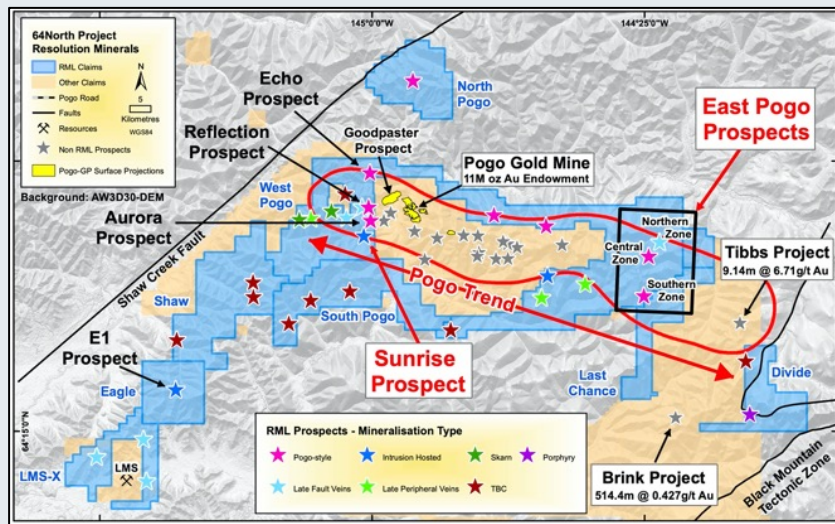 64North Project
Resolution Minerals
RML Claims
Other Claims
Pogo Road
Faults
Resources
Non RML Prospects
Pogo-GP Surface Projections
N
5
Kilometres
WGS84
Background: AW3D30-DEM
145°0'0"W
144°25'0"W
64°15'0"N
North
Pogo
Echo
Prospect
Reflection
Prospect
Goodpaster
Prospect
Pogo Gold Mine
11M oz Au Endowment
East Pogo
Prospects
West
Pogo
Aurora
Prospect
Northern
Zone
Central
Zone
Southern
Zone
Tibbs Project
9.14m @ 6.71g/t Au
Shaw Creek Fault
Pogo Trend
Shaw
South Pogo
E1
Prospect
Sunrise
Prospect
Eagle
Last
Chance
Divide
LMS-X
LMS
RML Prospects - Mineralisation Type
Pogo-style
Intrusion Hosted
Skarn
Porphyry
Late Fault Veins
Late Peripheral Veins
TBC
Brink Project
514.4m @ 0.427g/t Au
Black Mountain
Tectonic Zone